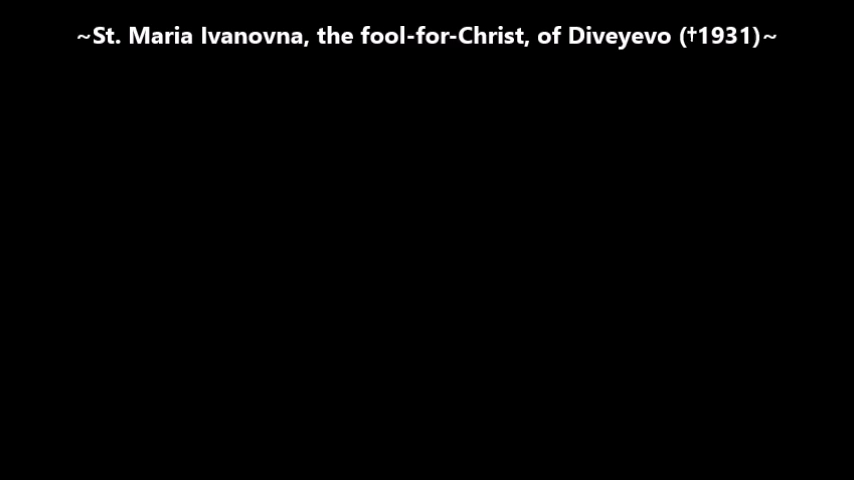 ~St. Maria Ivanovna, the fool-for-Christ, of Diveyevo (†1931)~